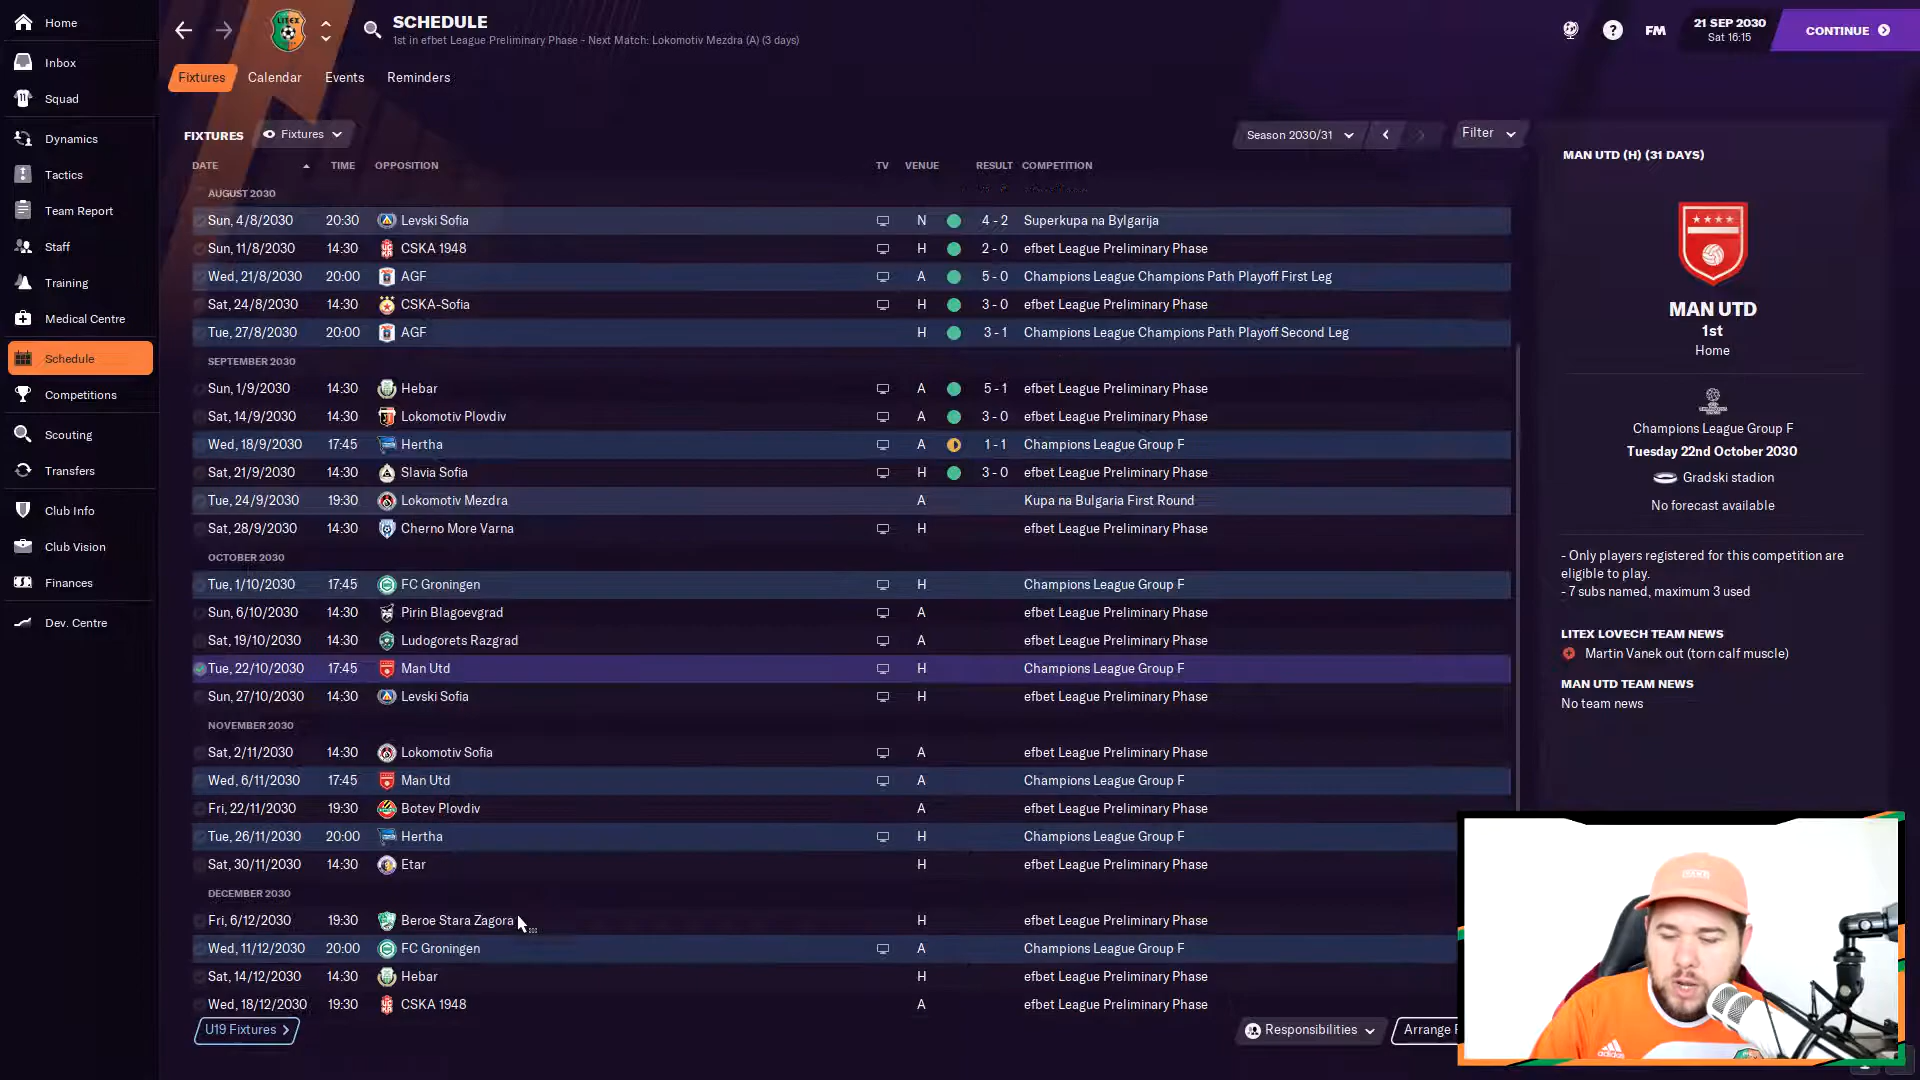 Home
Inbox
Squad
Dynamics
Tactics
Team Report
Staff
Training
Medical Centre
Schedule
Competitions
Scouting
Transfers
Club Info
Club Vision
Finances
Dev. Centre
LITEX
SCHEDULE
1st in efbet League Preliminary Phase - Next Match: Lokomotiv Mezdra (A) (3 days)
FM
21 SEP 2030
Sat 16:15
CONTINUE
Fixtures Calendar Events Reminders
FIXTURES Fixtures Season 2030/31 Filter
DATE TIME OPPOSITION TV VENUE RESULT COMPETITION
AUGUST 2030
Sun, 4/8/2030 20:30 Levski Sofia N 4 - 2 Superkupa na Bylgarija
Sun, 11/8/2030 14:30 CSKA 1948 H 2 - 0 efbet League Preliminary Phase
Wed, 21/8/2030 20:00 AGF A 5 - 0 Champions League Champions Path Playoff First Leg
Sat, 24/8/2030 14:30 CSKA-Sofia H 3 - 0 efbet League Preliminary Phase
Tue, 27/8/2030 20:00 AGF H 3 - 1 Champions League Champions Path Playoff Second Leg
SEPTEMBER 2030
Sun, 1/9/2030 14:30 Hebar A 5 - 1 efbet League Preliminary Phase
Sat, 14/9/2030 14:30 Lokomotiv Plovdiv A 3 - 0 efbet League Preliminary Phase
Wed, 18/9/2030 17:45 Hertha A 1 - 1 Champions League Group F
Sat, 21/9/2030 14:30 Slavia Sofia H 3 - 0 efbet League Preliminary Phase
Tue, 24/9/2030 19:30 Lokomotiv Mezdra A Kupa na Bulgaria First Round
Sat, 28/9/2030 14:30 Cherno More Varna H efbet League Preliminary Phase
OCTOBER 2030
Tue, 1/10/2030 17:45 FC Groningen H Champions League Group F
Sun, 6/10/2030 14:30 Pirin Blagoevgrad A efbet League Preliminary Phase
Sat, 19/10/2030 14:30 Ludogorets Razgrad A efbet League Preliminary Phase
Tue, 22/10/2030 17:45 Man Utd H Champions League Group F
Sun, 27/10/2030 14:30 Levski Sofia H efbet League Preliminary Phase
NOVEMBER 2030
Sat, 2/11/2030 14:30 Lokomotiv Sofia A efbet League Preliminary Phase
Wed, 6/11/2030 17:45 Man Utd A Champions League Group F
Fri, 22/11/2030 19:30 Botev Plovdiv A efbet League Preliminary Phase
Tue, 26/11/2030 20:00 Hertha H Champions League Group F
Sat, 30/11/2030 14:30 Etar H efbet League Preliminary Phase
DECEMBER 2030
Fri, 6/12/2030 19:30 Beroe Stara Zagora H efbet League Preliminary Phase
Wed, 11/12/2030 20:00 FC Groningen A Champions League Group F
Sat, 14/12/2030 14:30 Hebar H efbet League Preliminary Phase
Wed, 18/12/2030 19:30 CSKA 1948 A efbet League Preliminary Phase
U19 Fixtures Responsibilities Arrange
MAN UTD (H) (31 DAYS)
MAN UTD
1st
Home
Champions League Group F
Tuesday 22nd October 2030
Gradski stadion
No forecast available
- Only players registered for this competition are
eligible to play.
- 7 subs named, maximum 3 used
LITEX LOVECH TEAM NEWS
Martin Vanek out (torn calf muscle)
MAN UTD TEAM NEWS
No team news
adidas